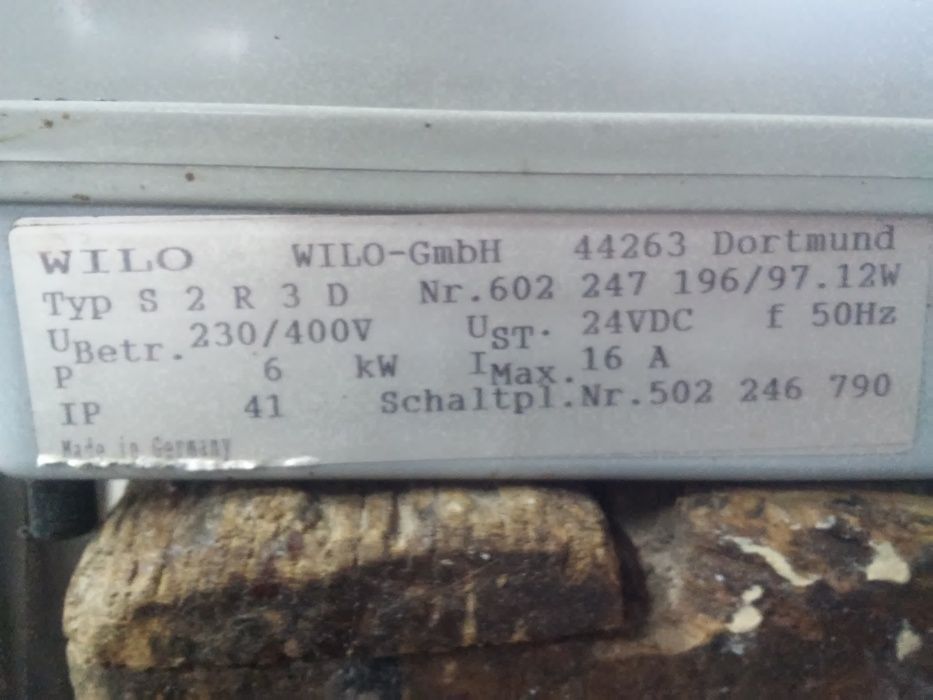 WILO WILO-GmbH 44263 Dortmund
Typ S 2 R 3 D Nr.602 247 196/97.12W
UBetr.230/400V UST. 24VDC f 50Hz
P 6 kW IMax.16 A
IP 41 Schaltpl.Nr.502 246 790
Made in Germany